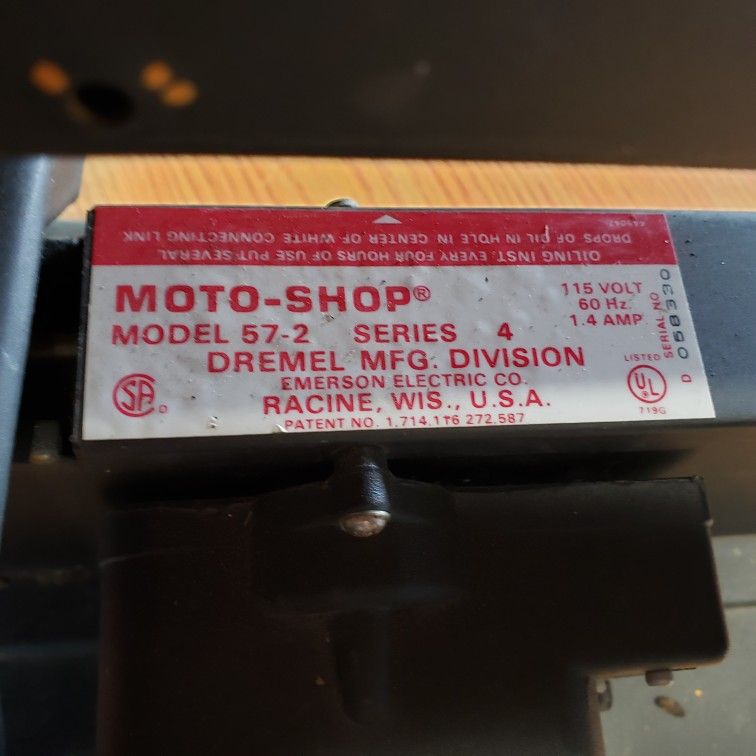 OILING INST. EVERY FOUR HOURS OF USE PUT SEVERAL
DROPS OF OIL IN HOLE IN CENTER OF WHITE CONNECTING LINK
MOTO-SHOP®
MODEL 57-2 SERIES 4
DREMEL MFG. DIVISION
EMERSON ELECTRIC CO.
RACINE, WIS., U.S.A.
PATENT NO. 1.714.116 272.587
115 VOLT
60 Hz.
1.4 AMP
SERIAL NO.
D 058330
SA
D
LISTED
UL
719G